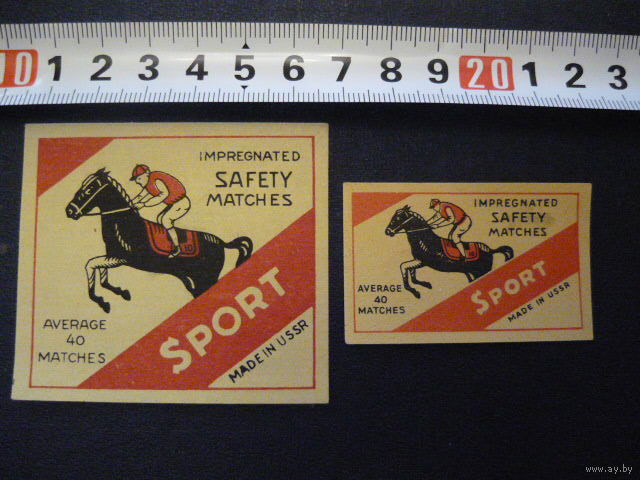 10 1 2 3 4 5 6 7 8 9 20 1 2 3
IMPREGNATED
SAFETY
MATCHES
10
AVERAGE
40
MATCHES
SPORT
MADE IN USSR
IMPREGNATED
SAFETY
MATCHES
AVERAGE
40
MATCHES
SPORT
MADE IN USSR
www.ay.by